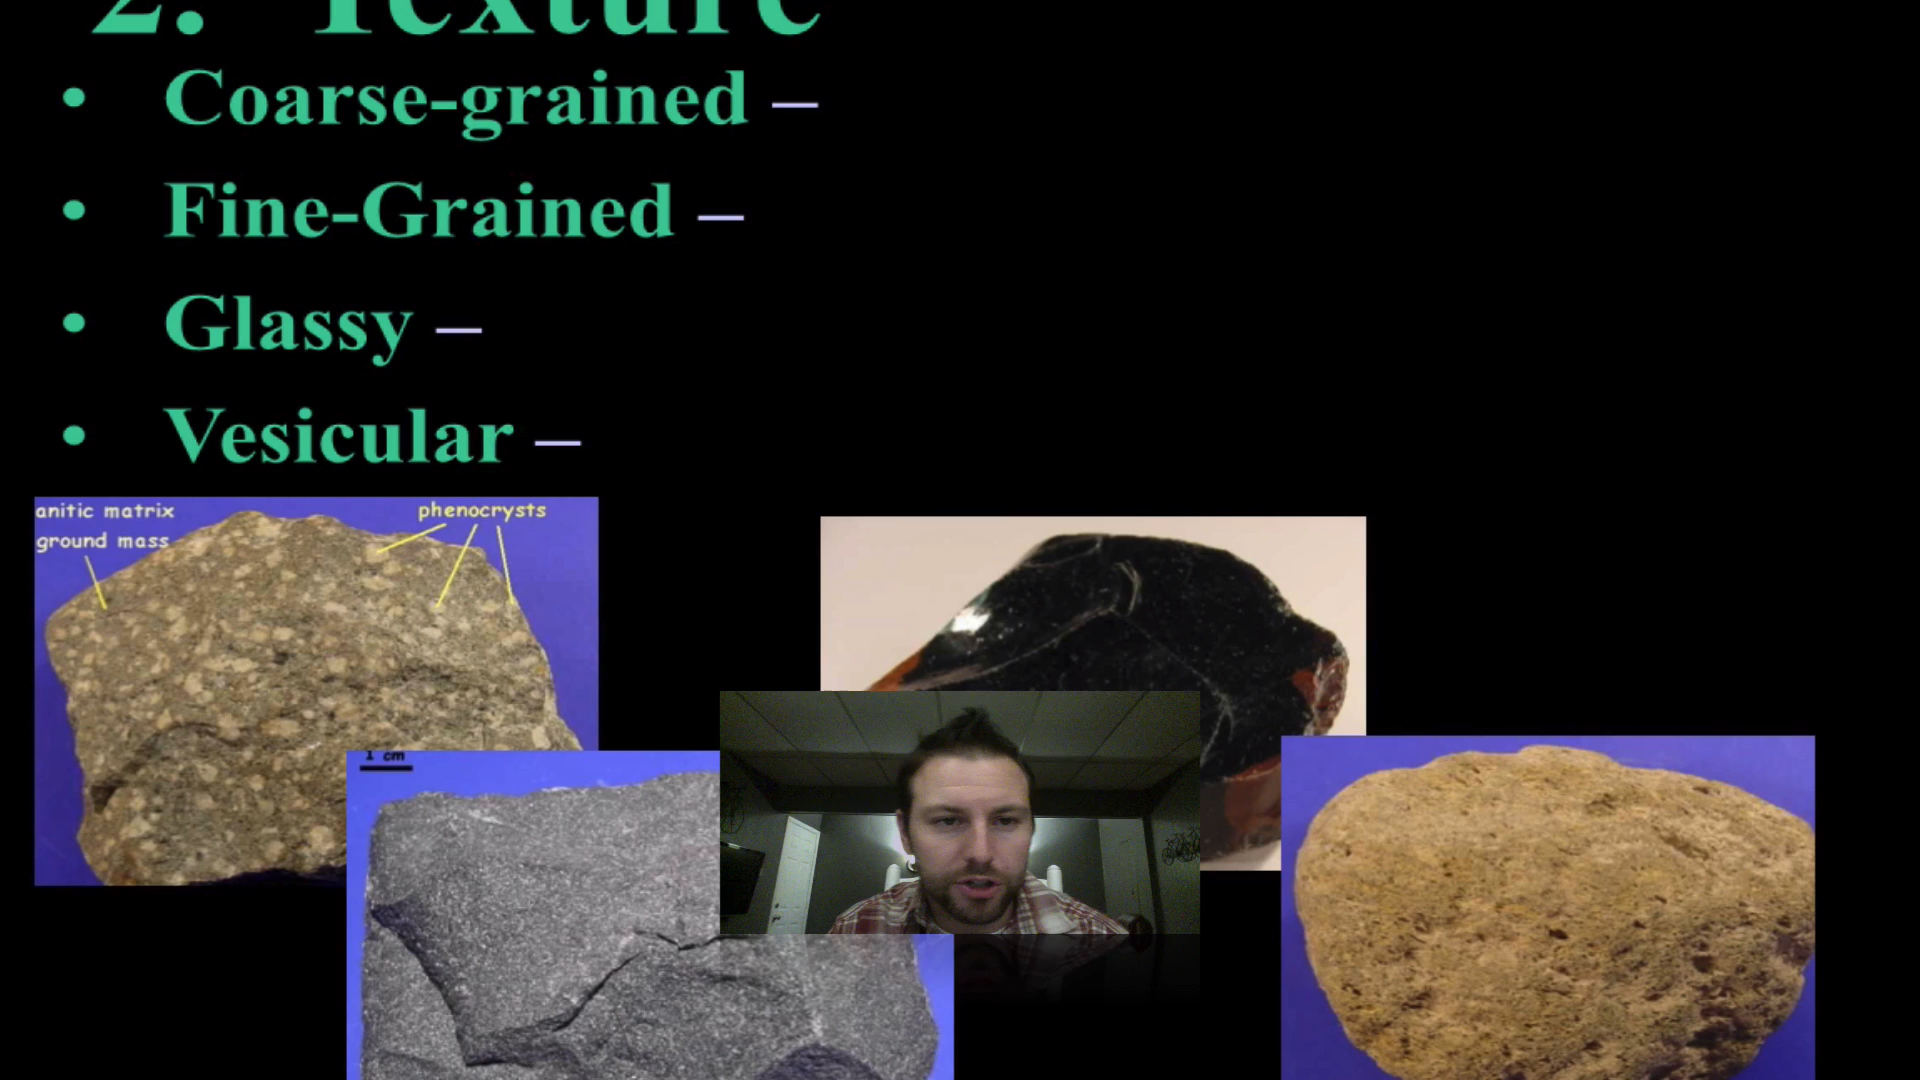 2. Texture
• Coarse-grained –
• Fine-Grained –
• Glassy –
• Vesicular –
anitic matrix
ground mass
phenocrysts
1 cm